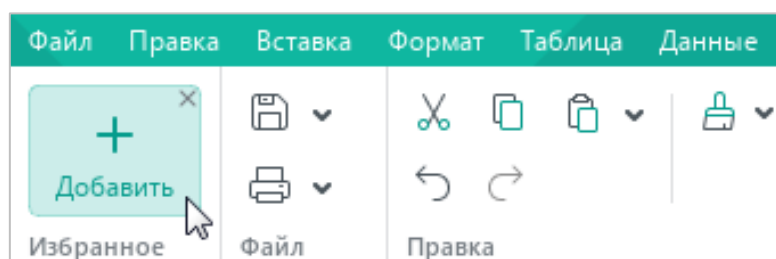 Файл Правка Вставка Формат Таблица Данные
Добавить
Избранное Файл Правка